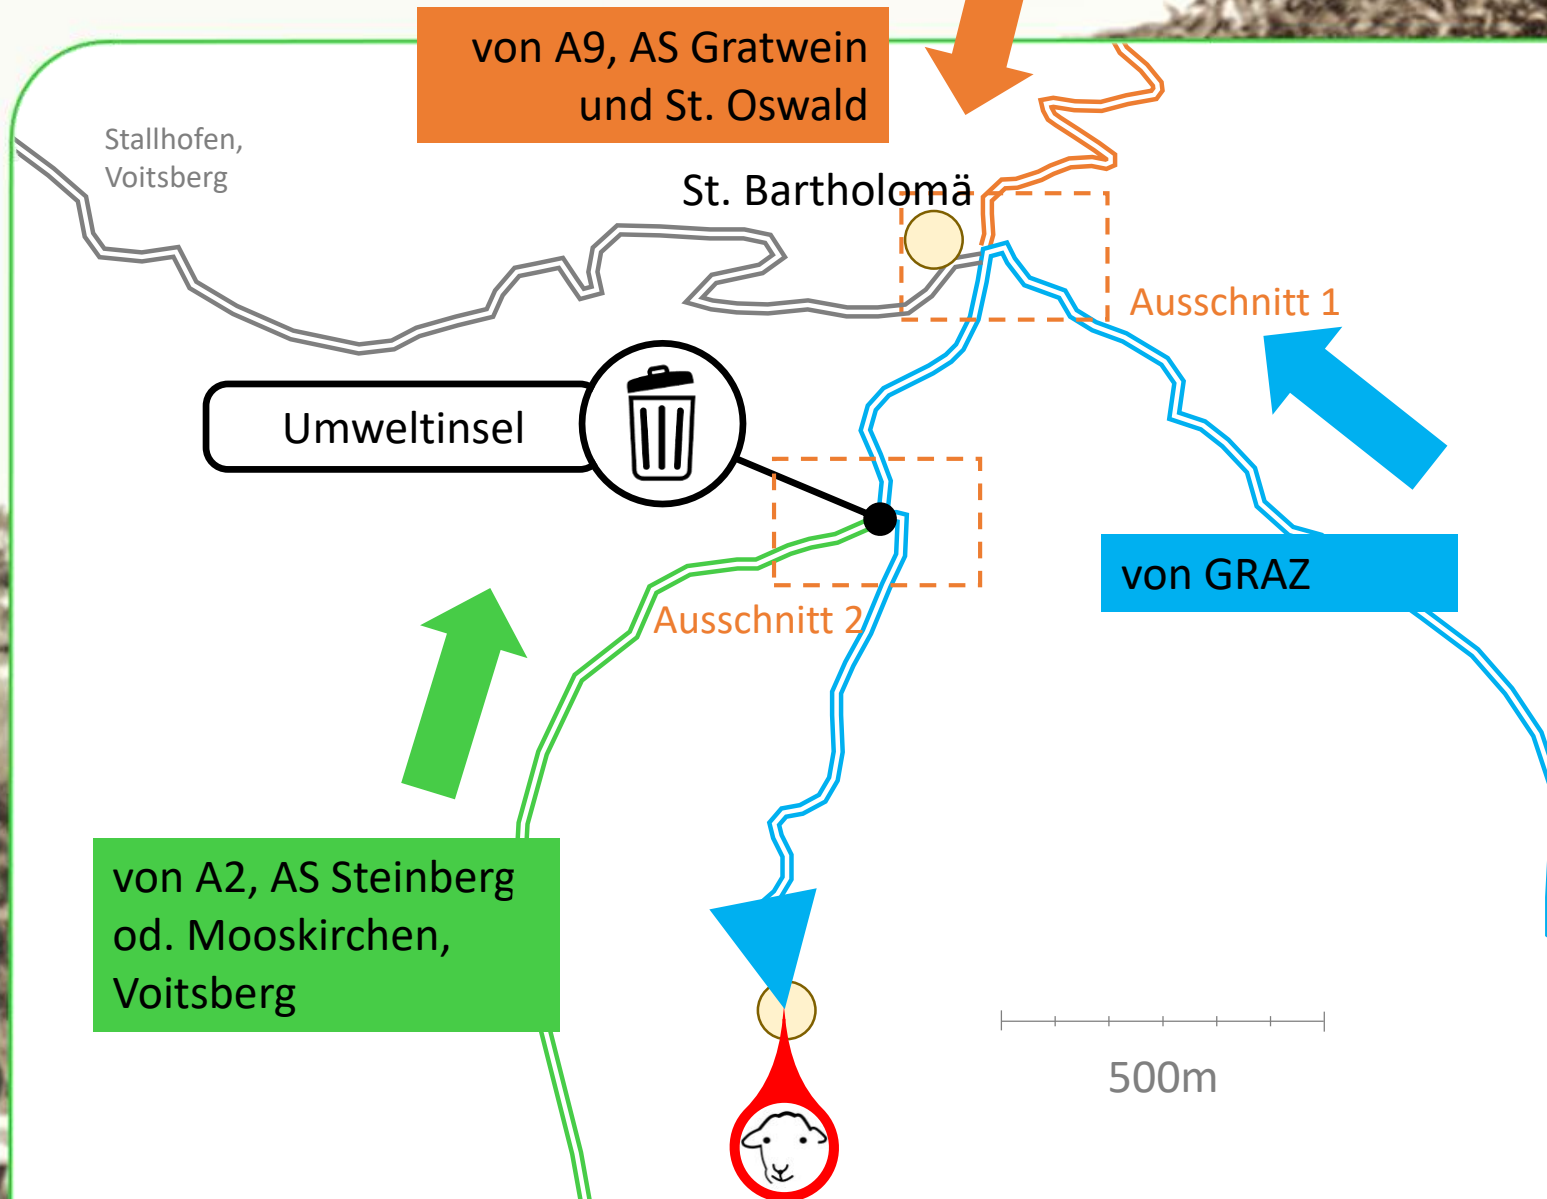 von A9, AS Gratwein
und St. Oswald
Stallhofen,
Voitsberg
St. Bartholomä
Ausschnitt 1
Umweltinsel
von GRAZ
Ausschnitt 2
von A2, AS Steinberg
od. Mooskirchen,
Voitsberg
500m